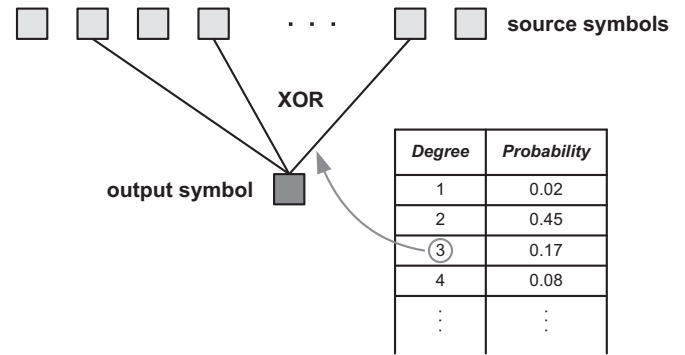 . . . source symbols
XOR
Degree Probability
1 0.02
output symbol
2 0.45
3 0.17
4 0.08
⋮ ⋮